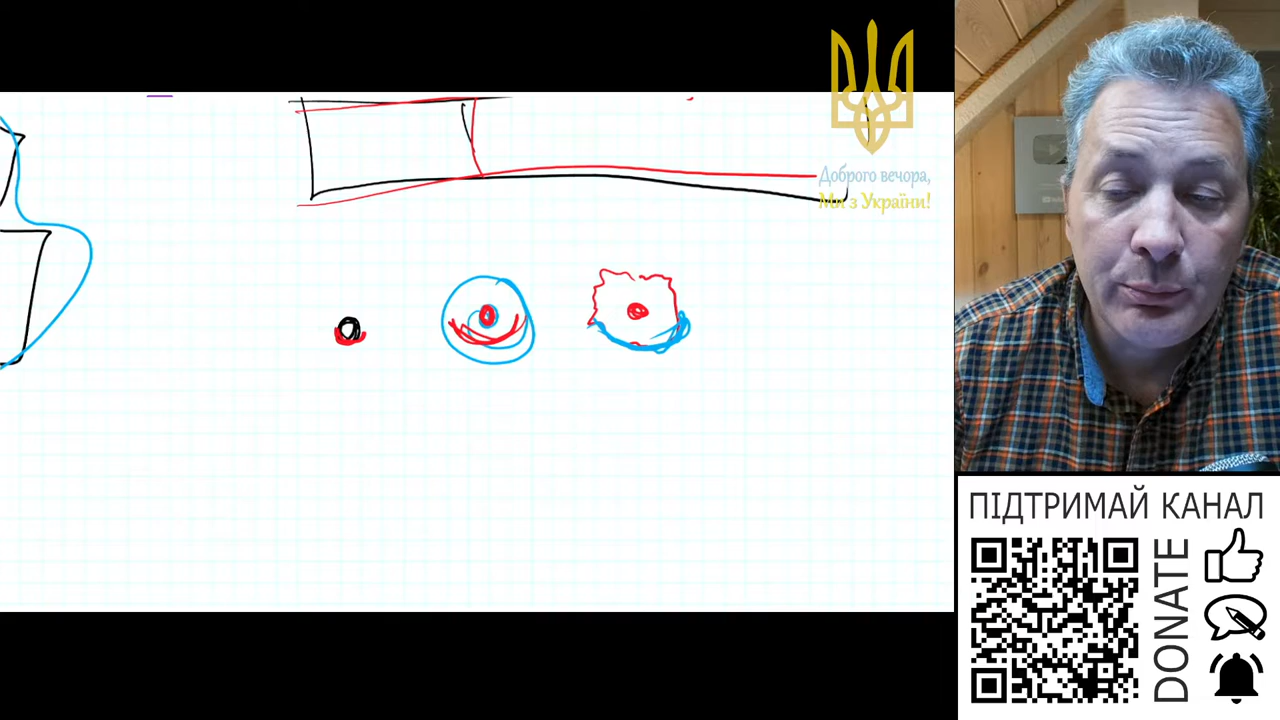 Доброго вечора,
Ми з України!
ПІДТРИМАЙ КАНАЛ
DONATE